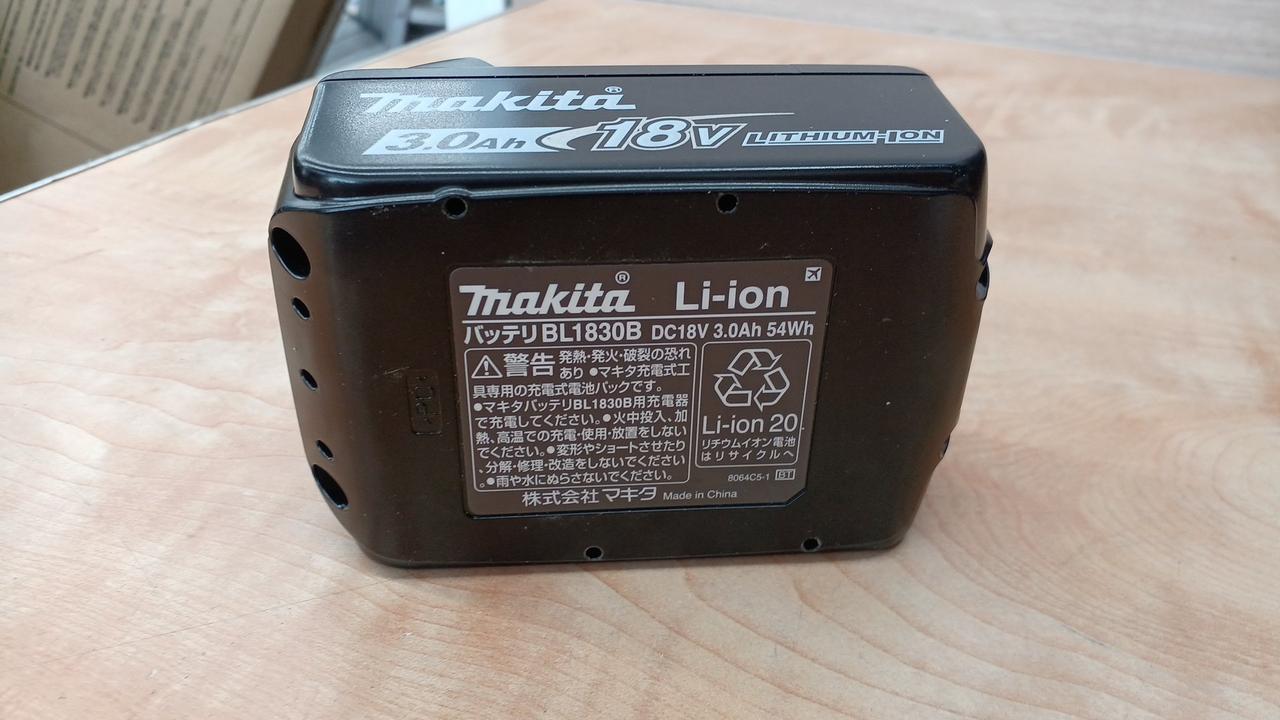 makita®
3.0Ah 18V LITHIUM-ION
makita® Li-ion
バッテリBL1830B DC18V 3.0Ah 54Wh
警告 発熱・発火・破裂の恐れ
あり ●マキタ充電式工
具専用の充電式電池パックです。
●マキタバッテリBL1830B用充電器
で充電してください。●火中投入、加
熱、高温での充電・使用・放置をしない
でください。●変形やショートさせたり
、分解・修理・改造をしないでください
。●雨や水にぬらさないでください。
Li-ion 20
リチウムイオン電池
はリサイクルへ
8064C5-1 BT
株式会社 マキタ Made in China